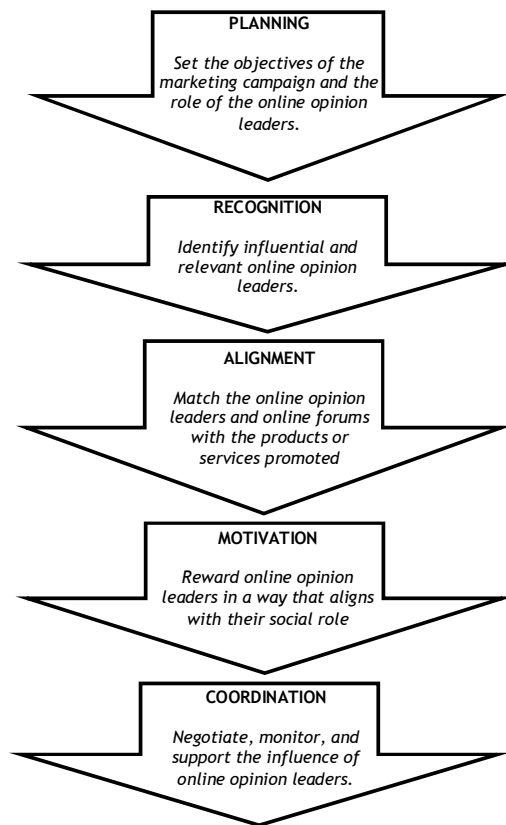 PLANNING
Set the objectives of the
marketing campaign and the
role of the online opinion
leaders.
RECOGNITION
Identify influential and
relevant online opinion
leaders.
ALIGNMENT
Match the online opinion
leaders and online forums
with the products or
services promoted
MOTIVATION
Reward online opinion
leaders in a way that aligns
with their social role
COORDINATION
Negotiate, monitor, and
support the influence of
online opinion leaders.